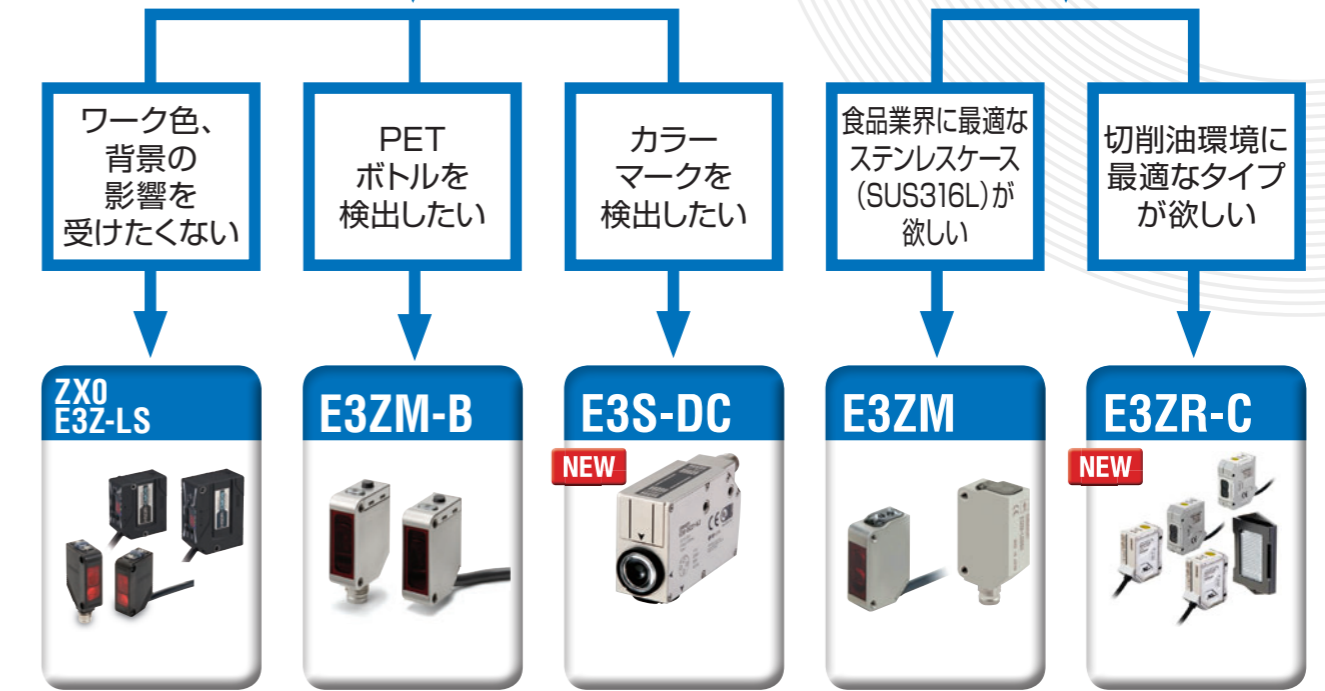 ワーク色、
背景の
影響を
受けたくない
PET
ボトルを
検出したい
カラー
マークを
検出したい
食品業界に最適な
ステンレスケース
(SUS316L)が
欲しい
切削油環境に
最適なタイプ
が欲しい
ZX0
E3Z-LS
E3ZM-B
E3S-DC
NEW
E3ZM
E3ZR-C
NEW